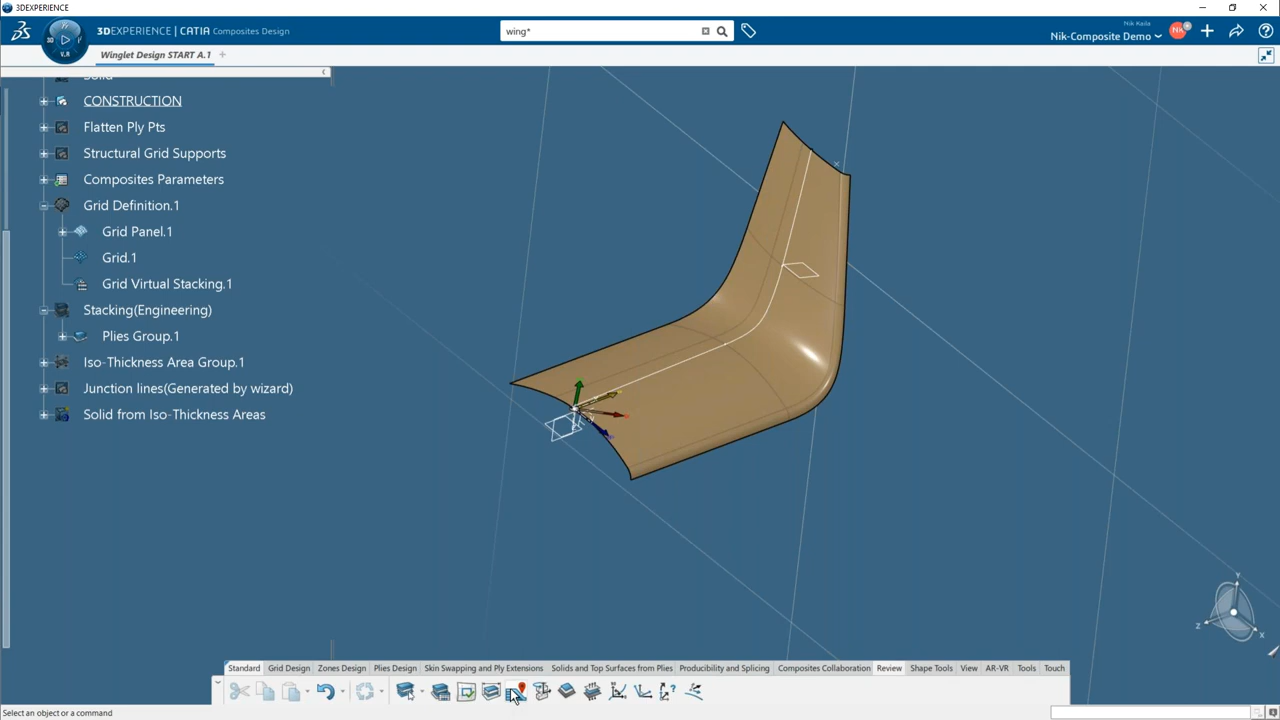 3DEXPERIENCE
3DEXPERIENCE | CATIA Composites Design
wing*
Nik Kaila
Nik-Composite Demo
NK
V.R
Winglet Design START A.1
Solid
CONSTRUCTION
Flatten Ply Pts
Structural Grid Supports
Composites Parameters
Grid Definition.1
Grid Panel.1
Grid.1
Grid Virtual Stacking.1
Stacking(Engineering)
Plies Group.1
Iso-Thickness Area Group.1
Junction lines(Generated by wizard)
Solid from Iso-Thickness Areas
Y
Z
X
Standard Grid Design Zones Design Plies Design Skin Swapping and Ply Extensions Solids and Top Surfaces from Plies Producibility and Splicing Composites Collaboration Review Shape Tools View AR-VR Tools Touch
Select an object or a command